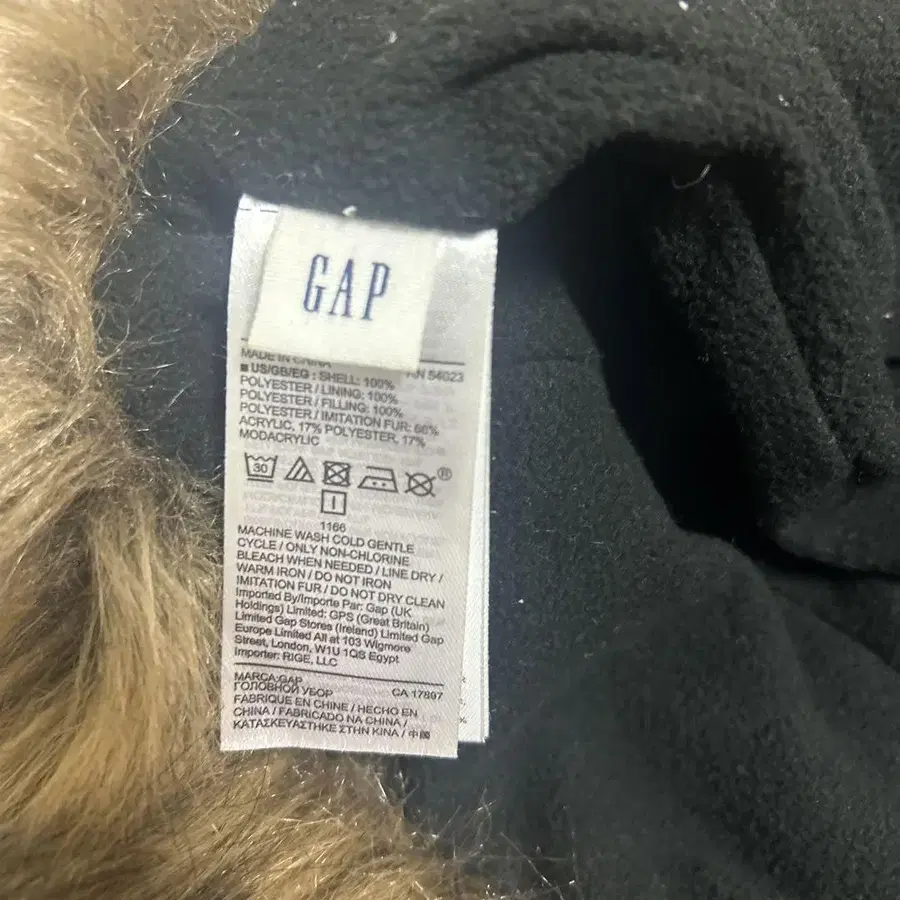 GAP
MADE IN CHINA
AN 54023
US/GB/EG : SHELL: 100%
POLYESTER / LINING: 100%
POLYESTER / FILLING: 100%
POLYESTER / IMITATION FUR: 66%
ACRYLIC, 17% POLYESTER, 17%
MODACRYLIC
30
®
1166
MACHINE WASH COLD GENTLE
CYCLE / ONLY NON-CHLORINE
BLEACH WHEN NEEDED / LINE DRY /
WARM IRON / DO NOT IRON
IMITATION FUR / DO NOT DRY CLEAN
Imported By/Importe Par: Gap (UK
Holdings) Limited: GPS (Great Britain)
Limited Gap Stores (Ireland) Limited Gap
Europe Limited All at 103 Wigmore
Street, London, W1U 1QS Egypt
Importer: RIGE, LLC
MARCA:GAP
ГОЛОВНОЙ УБОР
CA 17897
FABRIQUE EN CHINE / HECHO EN
CHINA / FABRICADO NA CHINA /
ΚΑΤΑΣΚΕΥΑΣΤΗΚΕ ΣΤΗΝ ΚΙΝΑ / 中國